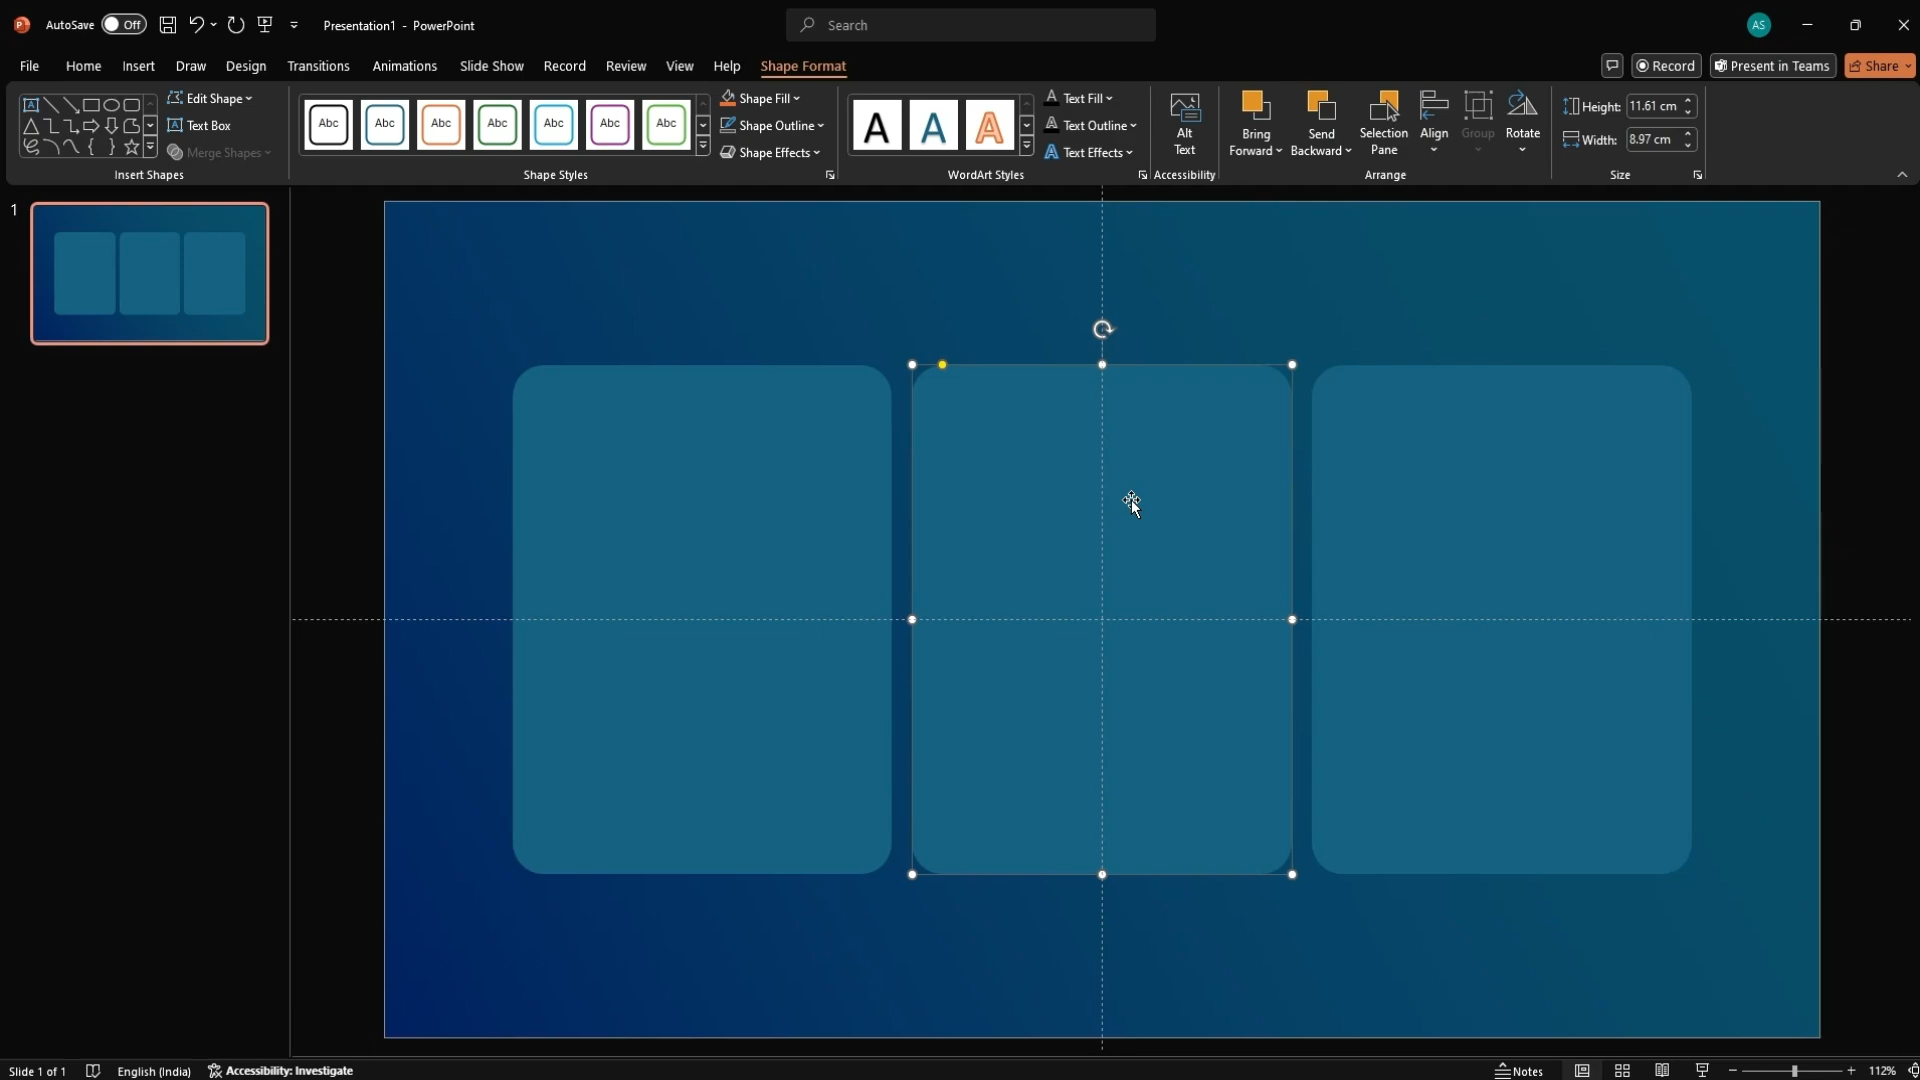 AutoSave Off Presentation1 - PowerPoint Search AS
File Home Insert Draw Design Transitions Animations Slide Show Record Review View Help Shape Format Record Present in Teams Share
Edit Shape
Text Box
Merge Shapes
Insert Shapes
Abc Abc Abc Abc Abc Abc Abc
Shape Fill
Shape Outline
Shape Effects
Shape Styles
A A A
Text Fill
Text Outline
Text Effects
WordArt Styles
Alt
Text
Accessibility
Bring
Forward
Send
Backward
Selection
Pane
Align
Group
Rotate
Arrange
Height: 11.61 cm
Width: 8.97 cm
Size
1
Slide 1 of 1 English (India) Accessibility: Investigate Notes 112%